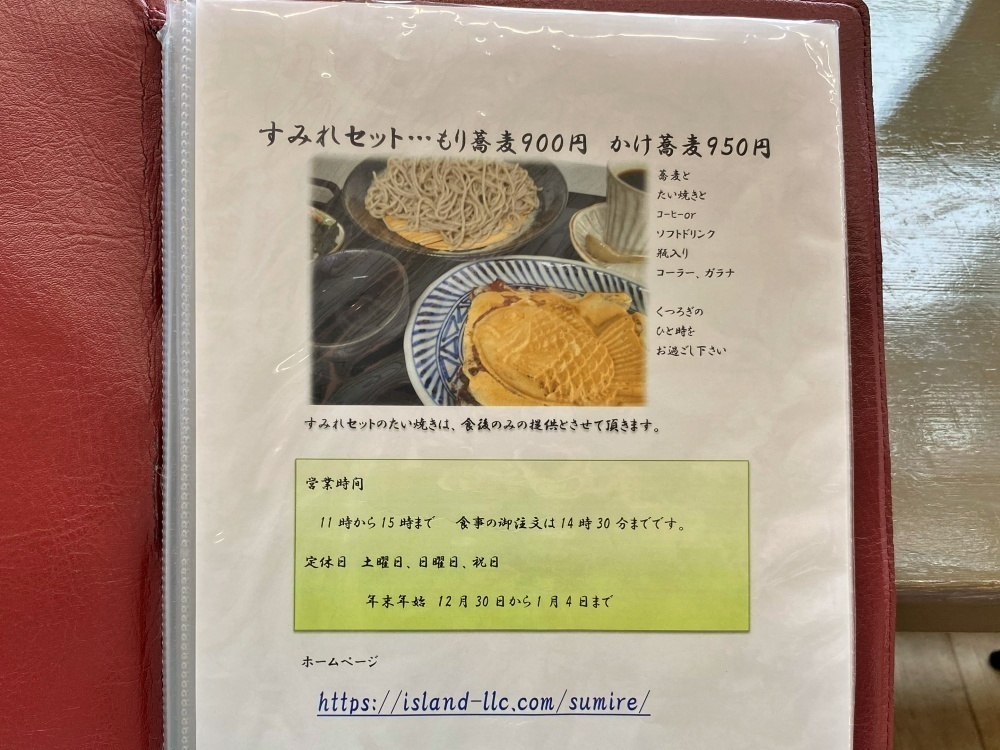 すみれセット…もり蕎麦900円 かけ蕎麦950円
蕎麦と
たい焼きと
コーヒーor
ソフトドリンク
瓶入り
コーラー、ガラナ
くつろぎの
ひと時を
お過ごし下さい
すみれセットのたい焼きは、食後のみの提供とさせて頂きます。
営業時間
11時から15時まで 食事の御注文は14時30分までです。
定休日 土曜日、日曜日、祝日
年末年始 12月30日から1月4日まで
ホームページ
https://island-llc.com/sumire/